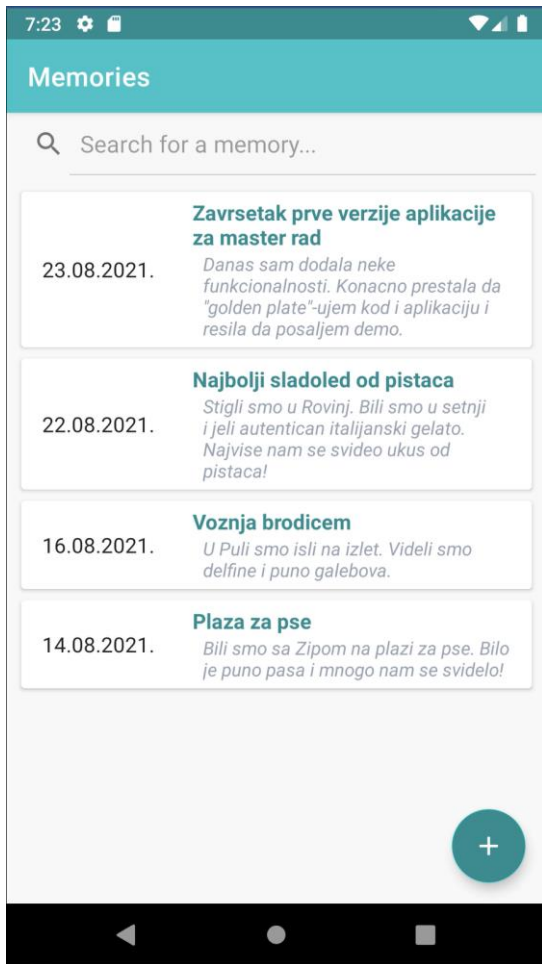 7:23
Memories
Search for a memory...
Zavrsetak prve verzije aplikacije
za master rad
23.08.2021.
Danas sam dodala neke
funkcionalnosti. Konacno prestala da
"golden plate"-ujem kod i aplikaciju i
resila da posaljem demo.
Najbolji sladoled od pistaca
22.08.2021.
Stigli smo u Rovinj. Bili smo u setnji
i jeli autentican italijanski gelato.
Najvise nam se svideo ukus od
pistaca!
Voznja brodicem
16.08.2021.
U Puli smo isli na izlet. Videli smo
delfine i puno galebova.
Plaza za pse
14.08.2021.
Bili smo sa Zipom na plazi za pse. Bilo
je puno pasa i mnogo nam se svidelo!
+